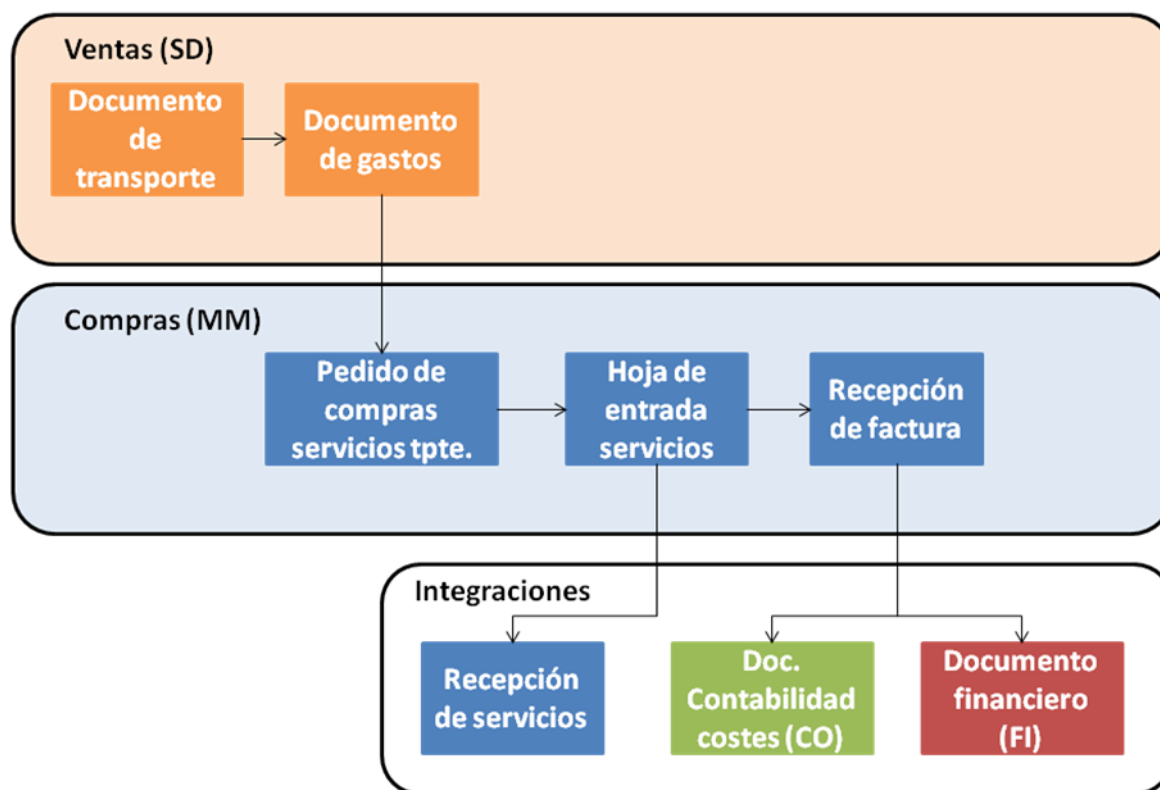 Ventas (SD)
Documento
de
transporte
Documento
de gastos
Compras (MM)
Pedido de
compras
servicios tpte.
Hoja de
entrada
servicios
Recepción
de factura
Integraciones
Recepción
de servicios
Doc.
Contabilidad
costes (CO)
Documento
financiero
(FI)